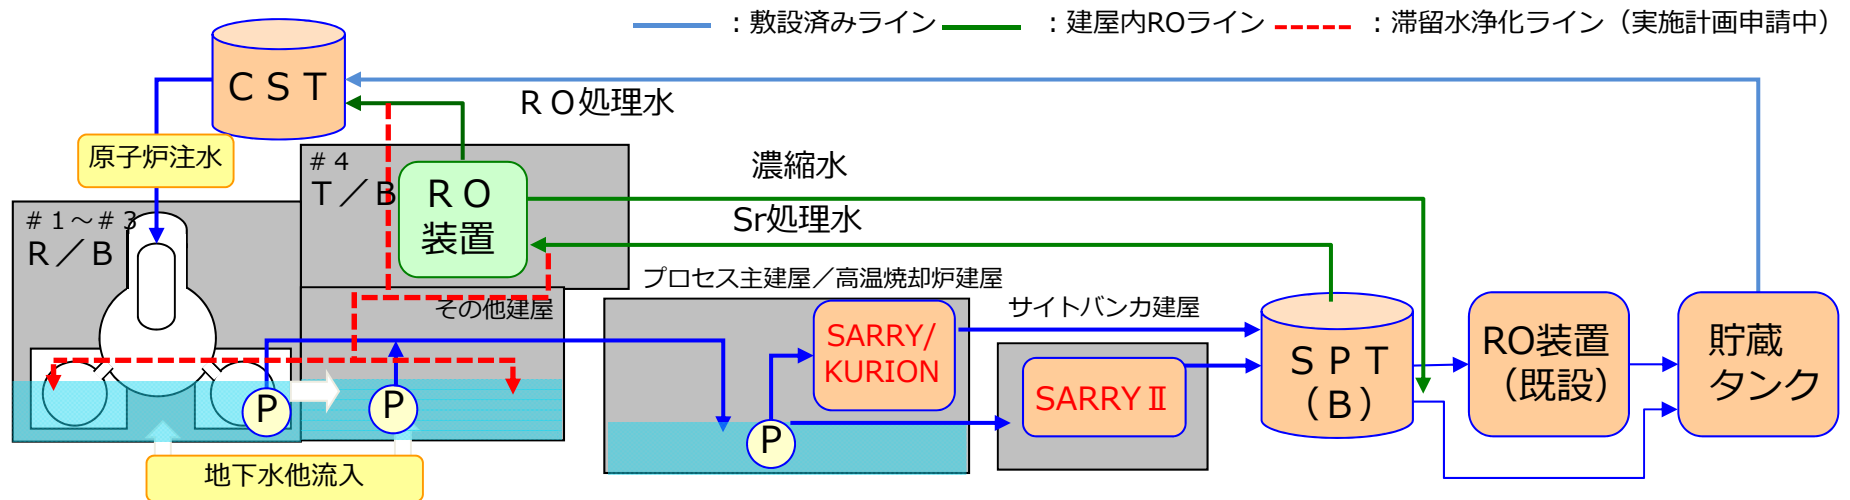 ：敷設済みライン
：建屋内ROライン
：滞留水浄化ライン（実施計画申請中）
ＣＳＴ
ＲＯ処理水
原子炉注水
＃４
Ｔ／Ｂ
ＲＯ
装置
濃縮水
Sr処理水
＃１～＃３
Ｒ／Ｂ
その他建屋
プロセス主建屋／高温焼却炉建屋
サイトバンカ建屋
SARRY/
KURION
SARRYⅡ
ＳＰＴ
（Ｂ）
RO装置
（既設）
貯蔵
タンク
P
P
P
地下水他流入